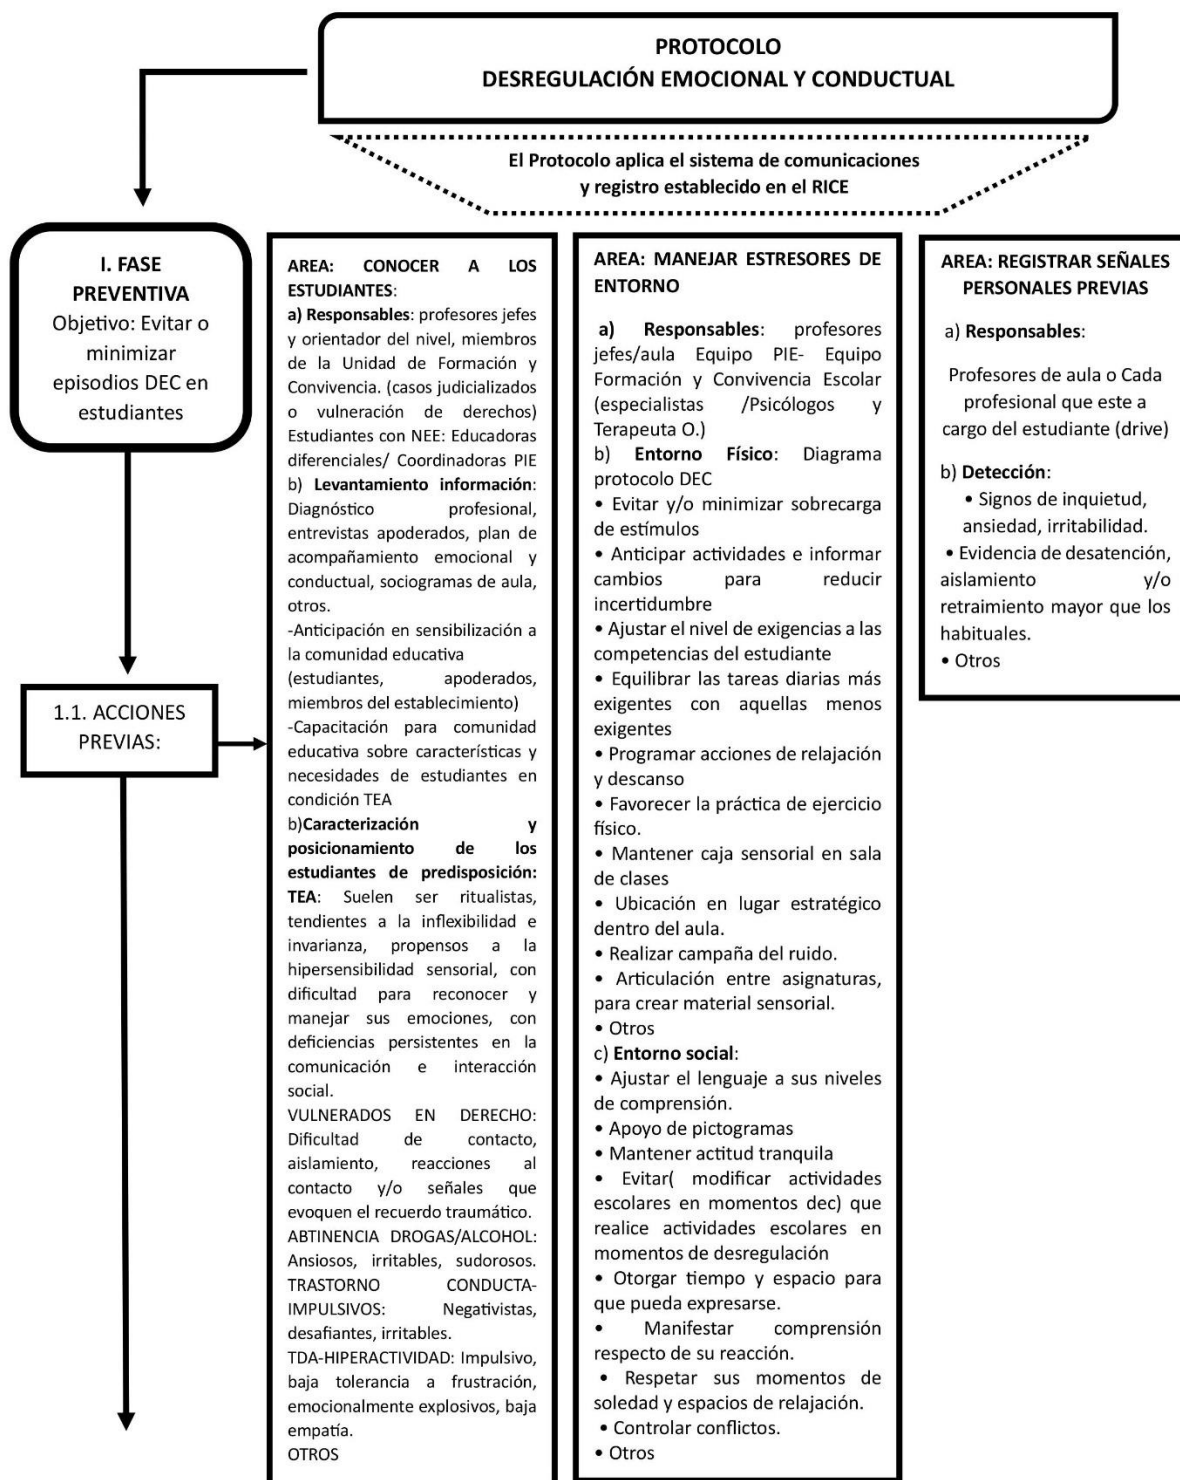 PROTOCOLO
DESREGULACIÓN EMOCIONAL Y CONDUCTUAL
El Protocolo aplica el sistema de comunicaciones
y registro establecido en el RICE
I. FASE
PREVENTIVA
Objetivo: Evitar o
minimizar
episodios DEC en
estudiantes
1.1. ACCIONES
PREVIAS:
AREA: CONOCER A LOS
ESTUDIANTES:
a) Responsables: profesores jefes
y orientador del nivel, miembros
de la Unidad de Formación y
Convivencia. (casos judicializados
o vulneración de derechos)
Estudiantes con NEE: Educadoras
diferenciales/ Coordinadoras PIE
b) Levantamiento información:
Diagnóstico profesional,
entrevistas apoderados, plan de
acompañamiento emocional y
conductual, sociogramas de aula,
otros.
-Anticipación en sensibilización a
la comunidad educativa
(estudiantes, apoderados,
miembros del establecimiento)
-Capacitación para comunidad
educativa sobre características y
necesidades de estudiantes en
condición TEA
b)Caracterización y
posicionamiento de los
estudiantes de predisposición:
TEA: Suelen ser ritualistas,
tendientes a la inflexibilidad e
invarianza, propensos a la
hipersensibilidad sensorial, con
dificultad para reconocer y
manejar sus emociones, con
deficiencias persistentes en la
comunicación e interacción
social.
VULNERADOS EN DERECHO:
Dificultad de contacto,
aislamiento, reacciones al
contacto y/o señales que
evoquen el recuerdo traumático.
ABTINENCIA DROGAS/ALCOHOL:
Ansiosos, irritables, sudorosos.
TRASTORNO CONDUCTA-
IMPULSIVOS: Negativistas,
desafiantes, irritables.
TDA-HIPERACTIVIDAD: Impulsivo,
baja tolerancia a frustración,
emocionalmente explosivos, baja
empatía.
OTROS
AREA: MANEJAR ESTRESORES DE
ENTORNO
a) Responsables: profesores
jefes/aula Equipo PIE- Equipo
Formación y Convivencia Escolar
(especialistas /Psicólogos y
Terapeuta O.)
b) Entorno Físico: Diagrama
protocolo DEC
• Evitar y/o minimizar sobrecarga
de estímulos
• Anticipar actividades e informar
cambios para reducir
incertidumbre
• Ajustar el nivel de exigencias a las
competencias del estudiante
• Equilibrar las tareas diarias más
exigentes con aquellas menos
exigentes
• Programar acciones de relajación
y descanso
• Favorecer la práctica de ejercicio
físico.
• Mantener caja sensorial en sala
de clases
• Ubicación en lugar estratégico
dentro del aula.
• Realizar campaña del ruido.
• Articulación entre asignaturas,
para crear material sensorial.
• Otros
c) Entorno social:
• Ajustar el lenguaje a sus niveles
de comprensión.
• Apoyo de pictogramas
• Mantener actitud tranquila
• Evitar( modificar actividades
escolares en momentos dec) que
realice actividades escolares en
momentos de desregulación
• Otorgar tiempo y espacio para
que pueda expresarse.
• Manifestar comprensión
respecto de su reacción.
• Respetar sus momentos de
soledad y espacios de relajación.
• Controlar conflictos.
• Otros
AREA: REGISTRAR SEÑALES
PERSONALES PREVIAS
a) Responsables:
Profesores de aula o Cada
profesional que este a
cargo del estudiante (drive)
b) Detección:
• Signos de inquietud,
ansiedad, irritabilidad.
• Evidencia de desatención,
aislamiento y/o
retraimiento mayor que los
habituales.
• Otros